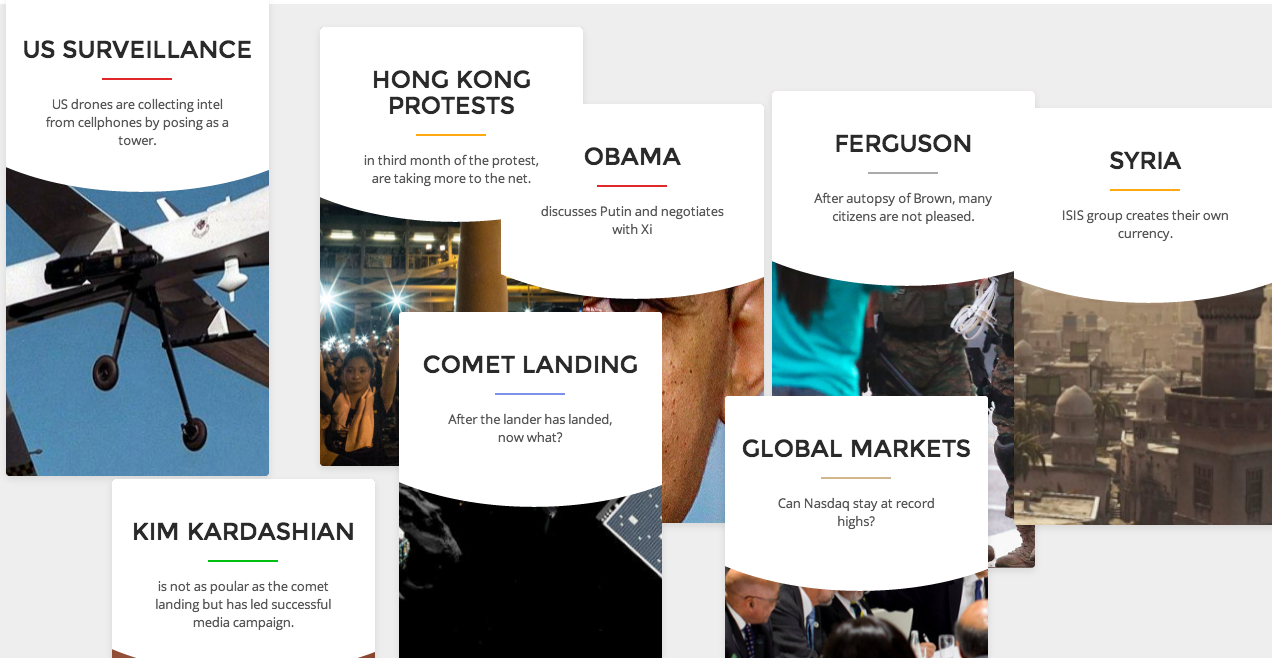 US SURVEILLANCE
US drones are collecting intel
from cellphones by posing as a
tower.
HONG KONG
PROTESTS
in third month of the protest,
are taking more to the net.
OBAMA
discusses Putin and negotiates
with Xi
FERGUSON
After autopsy of Brown, many
citizens are not pleased.
SYRIA
ISIS group creates their own
currency.
COMET LANDING
After the lander has landed,
now what?
GLOBAL MARKETS
Can Nasdaq stay at record
highs?
KIM KARDASHIAN
is not as poular as the comet
landing but has led successful
media campaign.